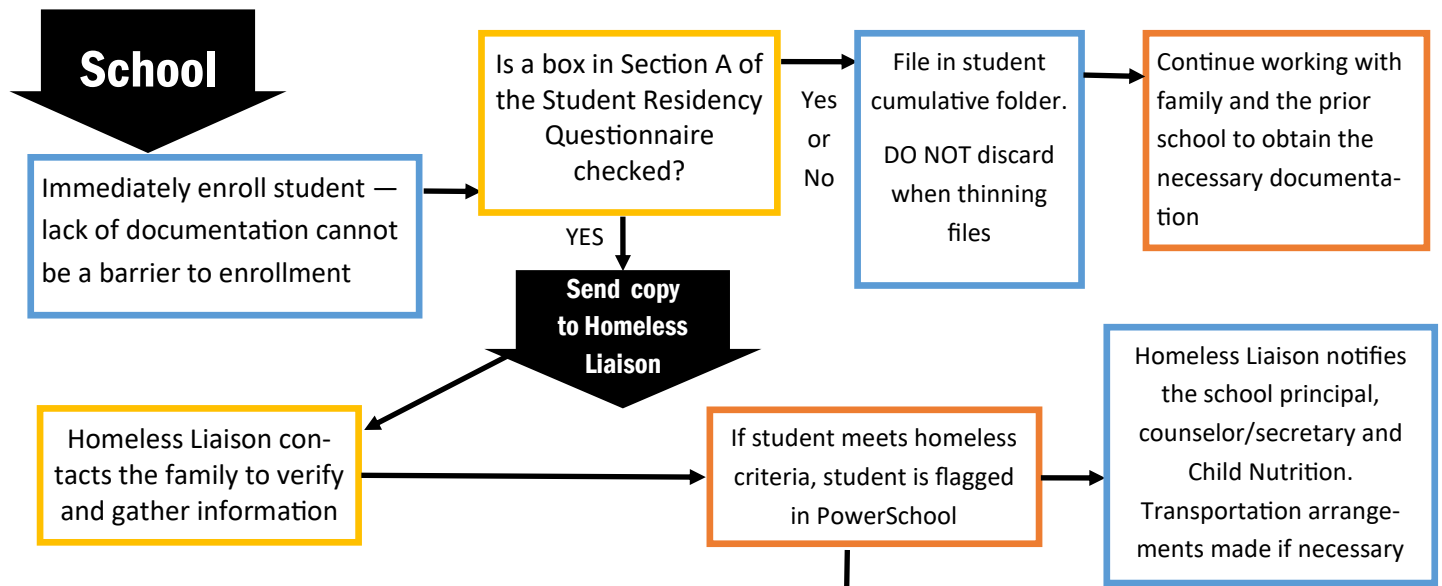 School
Immediately enroll student —
lack of documentation cannot
be a barrier to enrollment
Is a box in Section A of
the Student Residency
Questionnaire
checked?
Yes
or
No
File in student
cumulative folder.
DO NOT discard
when thinning
files
Continue working with
family and the prior
school to obtain the
necessary documenta-
tion
YES
Send copy
to Homeless
Liaison
Homeless Liaison con-
tacts the family to verify
and gather information
If student meets homeless
criteria, student is flagged
in PowerSchool
Homeless Liaison notifies
the school principal,
counselor/secretary and
Child Nutrition.
Transportation arrange-
ments made if necessary